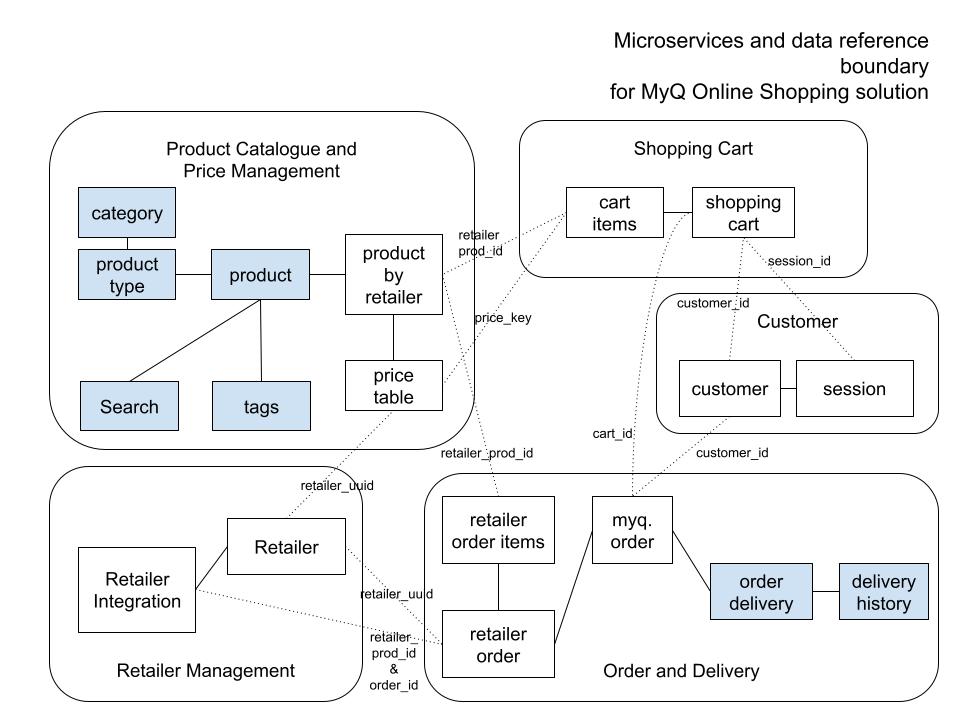 Microservices and data reference
boundary
for MyQ Online Shopping solution
Product Catalogue and
Price Management
category
product
type
product
product
by
retailer
Search
tags
price
table
Shopping Cart
cart
items
shopping
cart
retailer
prod_id
price_key
session_id
customer_id
Customer
customer
session
cart_id
customer_id
retailer_prod_id
retailer_uuid
Retailer
Retailer
Integration
Retailer Management
retailer_uuid
retailer_
prod_id
&
order_id
retailer
order items
myq.
order
order
delivery
delivery
history
retailer
order
Order and Delivery